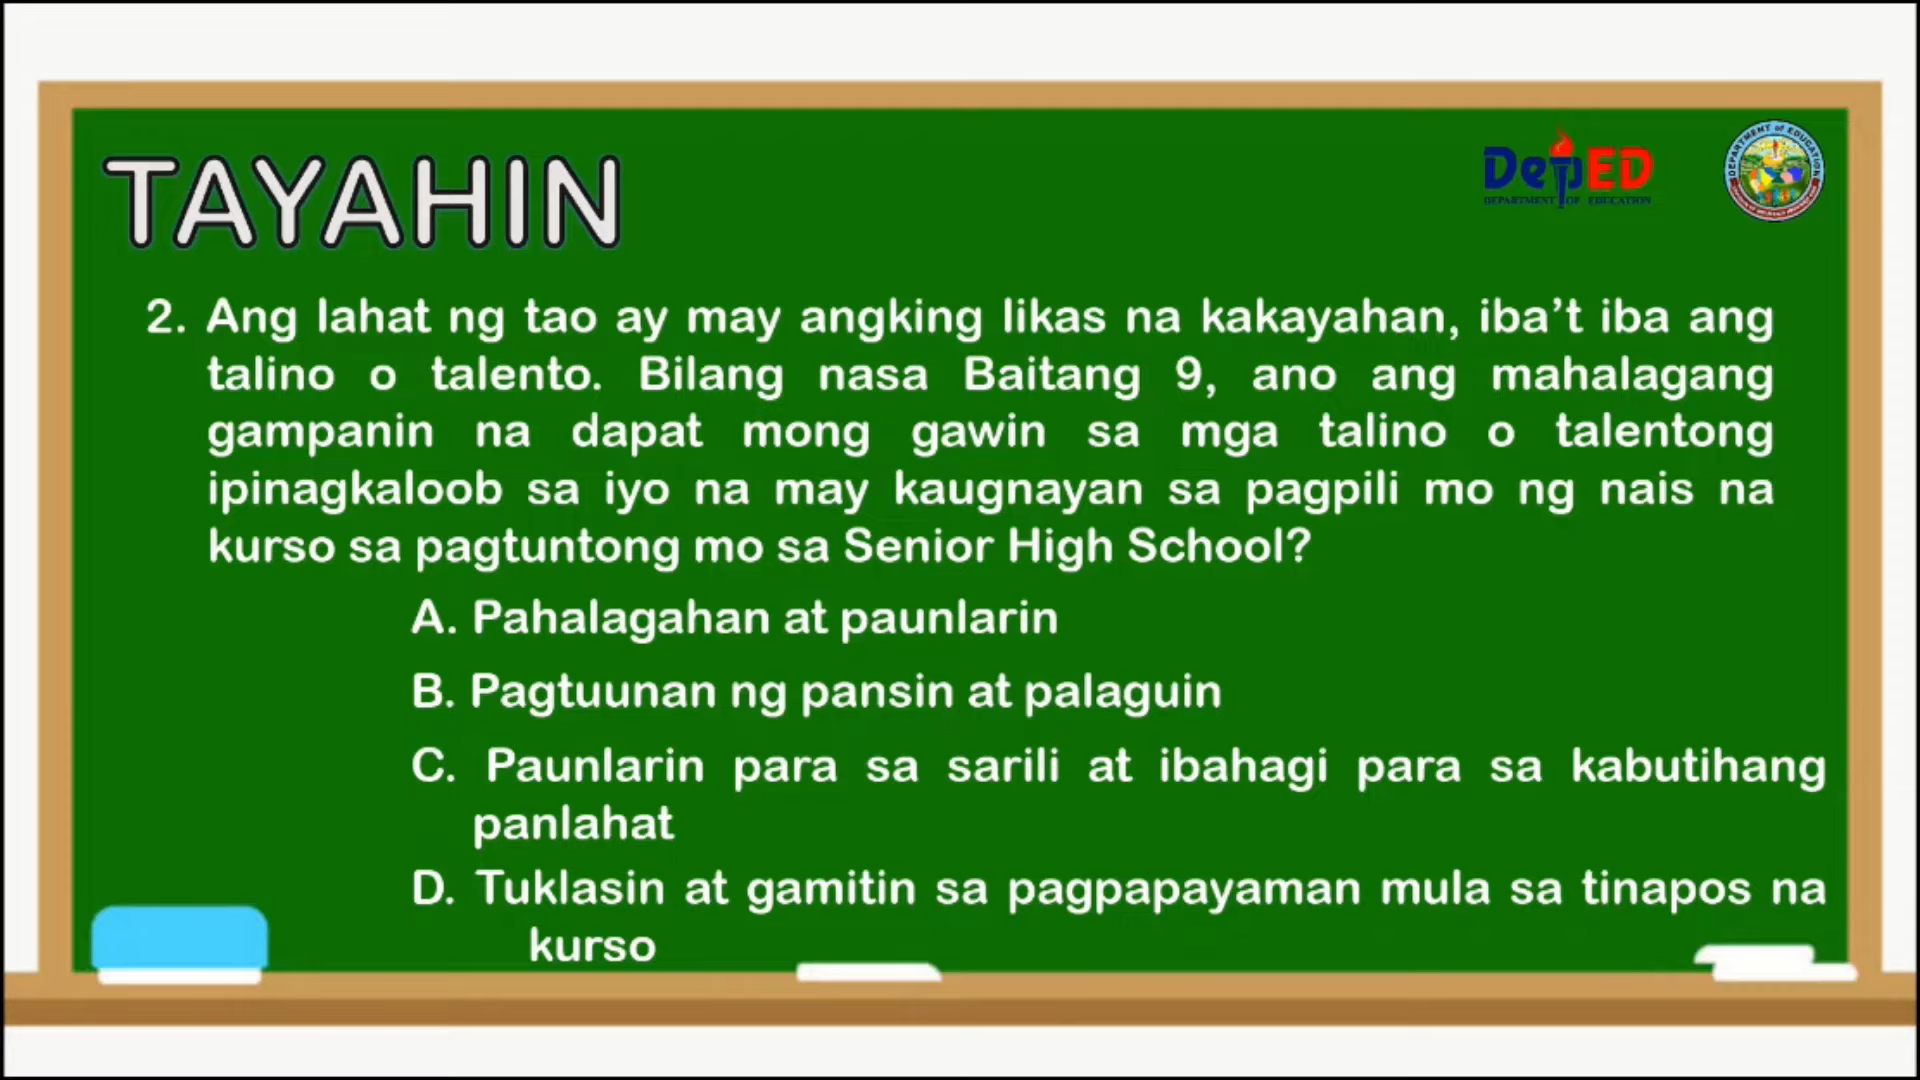 TAYAHIN
DepED
DEPARTMENT OF EDUCATION
DEPARTMENT of EDUCATION
2. Ang lahat ng tao ay may angking likas na kakayahan, iba't iba ang
talino o talento. Bilang nasa Baitang 9, ano ang mahalagang
gampanin na dapat mong gawin sa mga talino o talentong
ipinagkaloob sa iyo na may kaugnayan sa pagpili mo ng nais na
kurso sa pagtuntong mo sa Senior High School?
A. Pahalagahan at paunlarin
B. Pagtuunan ng pansin at palaguin
C. Paunlarin para sa sarili at ibahagi para sa kabutihang
panlahat
D. Tuklasin at gamitin sa pagpapayaman mula sa tinapos na
kurso